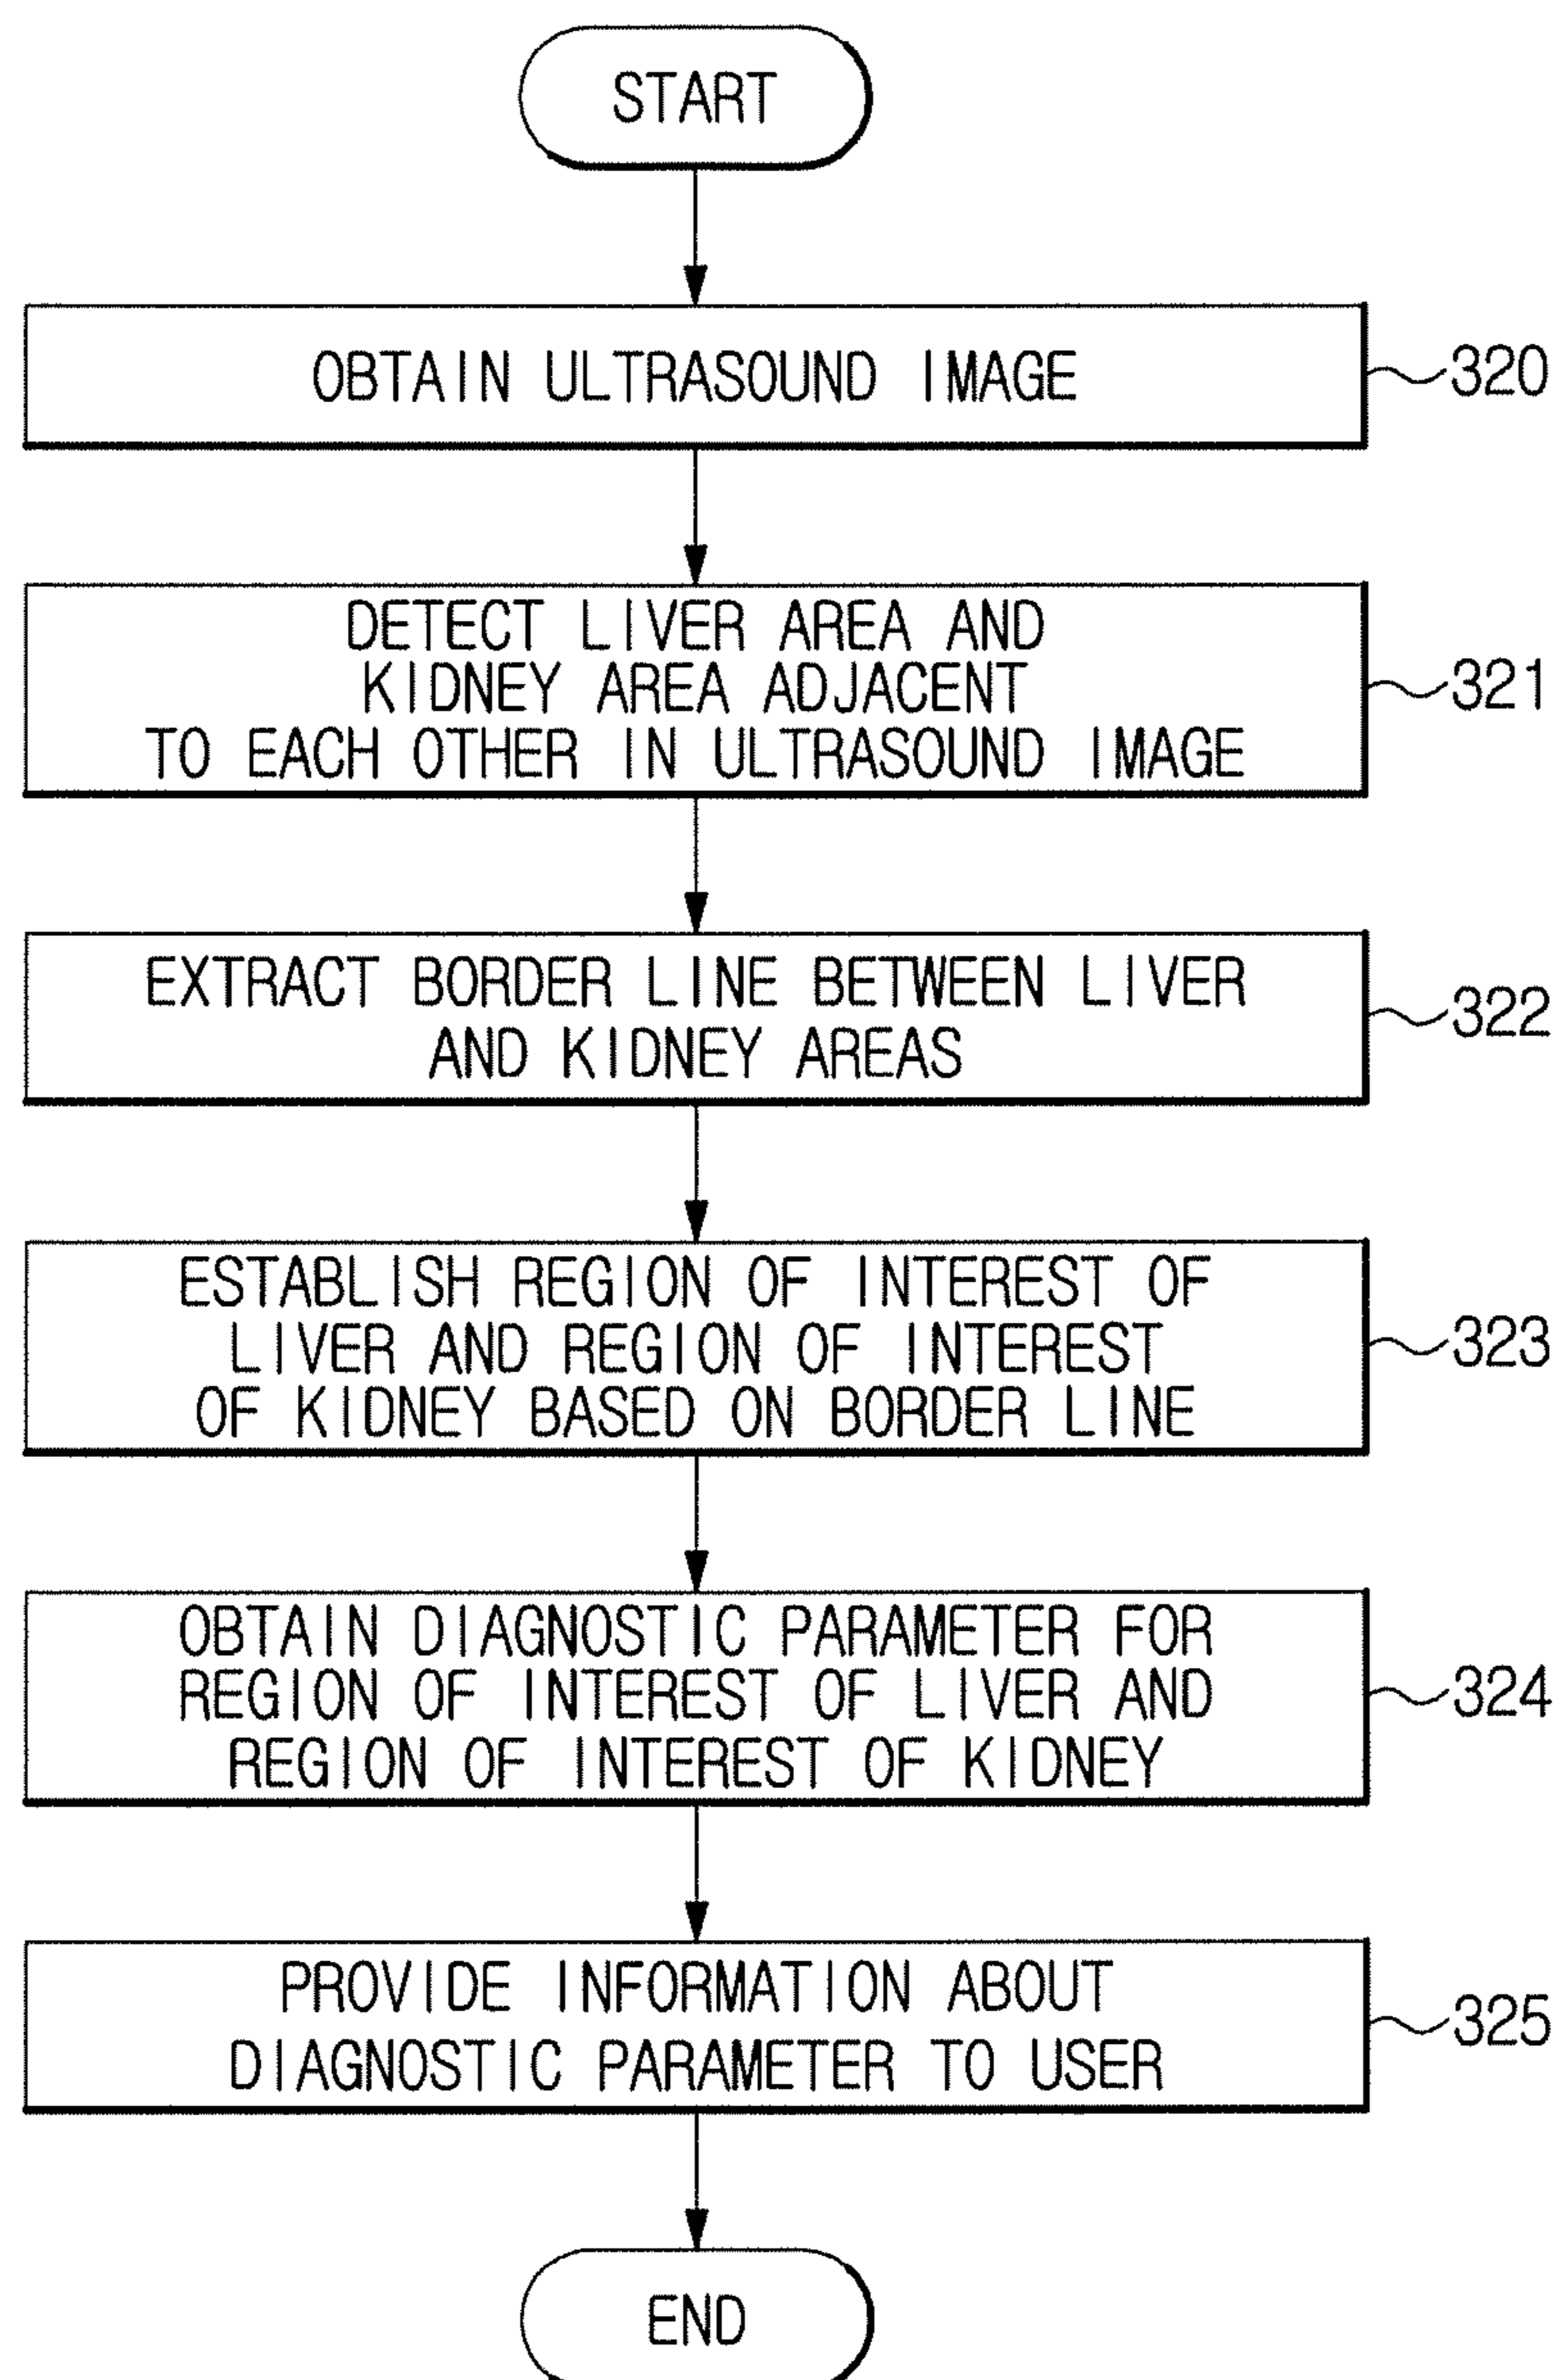 START
OBTAIN ULTRASOUND IMAGE
320
DETECT LIVER AREA AND
KIDNEY AREA ADJACENT
TO EACH OTHER IN ULTRASOUND IMAGE
321
EXTRACT BORDER LINE BETWEEN LIVER
AND KIDNEY AREAS
322
ESTABLISH REGION OF INTEREST OF
LIVER AND REGION OF INTEREST
OF KIDNEY BASED ON BORDER LINE
323
OBTAIN DIAGNOSTIC PARAMETER FOR
REGION OF INTEREST OF LIVER AND
REGION OF INTEREST OF KIDNEY
324
PROVIDE INFORMATION ABOUT
DIAGNOSTIC PARAMETER TO USER
325
END